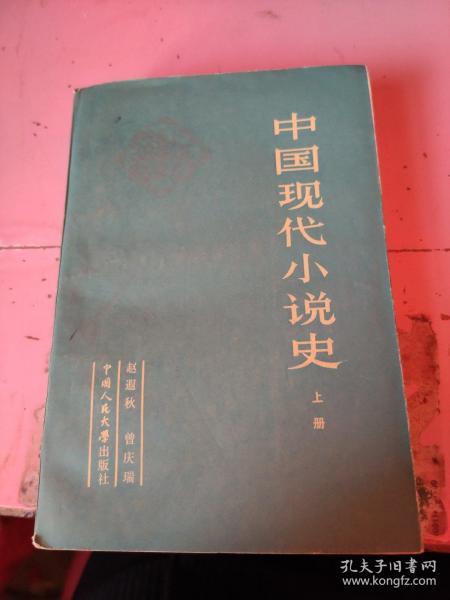 中国现代小说史
上册
赵遐秋 曾庆瑞
中国人民大学出版社
孔夫子旧书网
www.kongfz.com